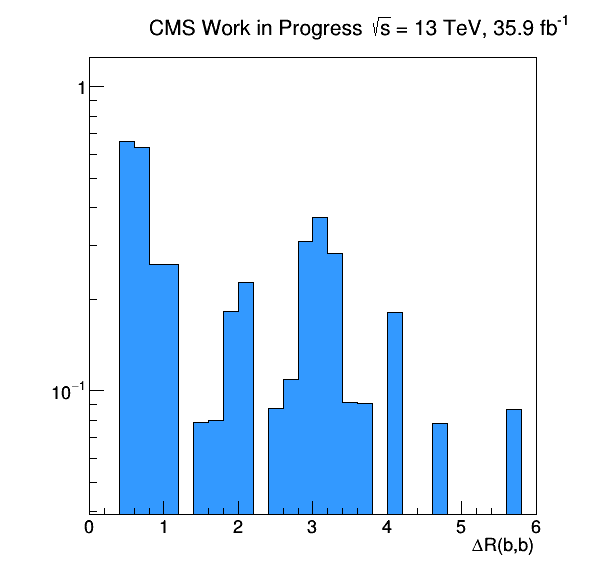 CMS Work in Progress √s = 13 TeV, 35.9 fb⁻¹
1
10⁻¹
0 1 2 3 4 5 6
ΔR(b,b)